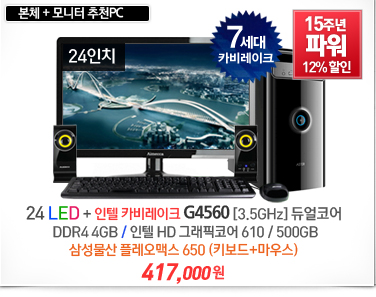 본체 + 모니터 추천PC
15주년
파워
12% 할인
7세대
카비레이크
24인치
24 LED + 인텔 카비레이크 G4560 [3.5GHz] 듀얼코어
DDR4 4GB / 인텔 HD 그래픽코어 610 / 500GB
삼성물산 플레오맥스 650 (키보드+마우스)
417,000원